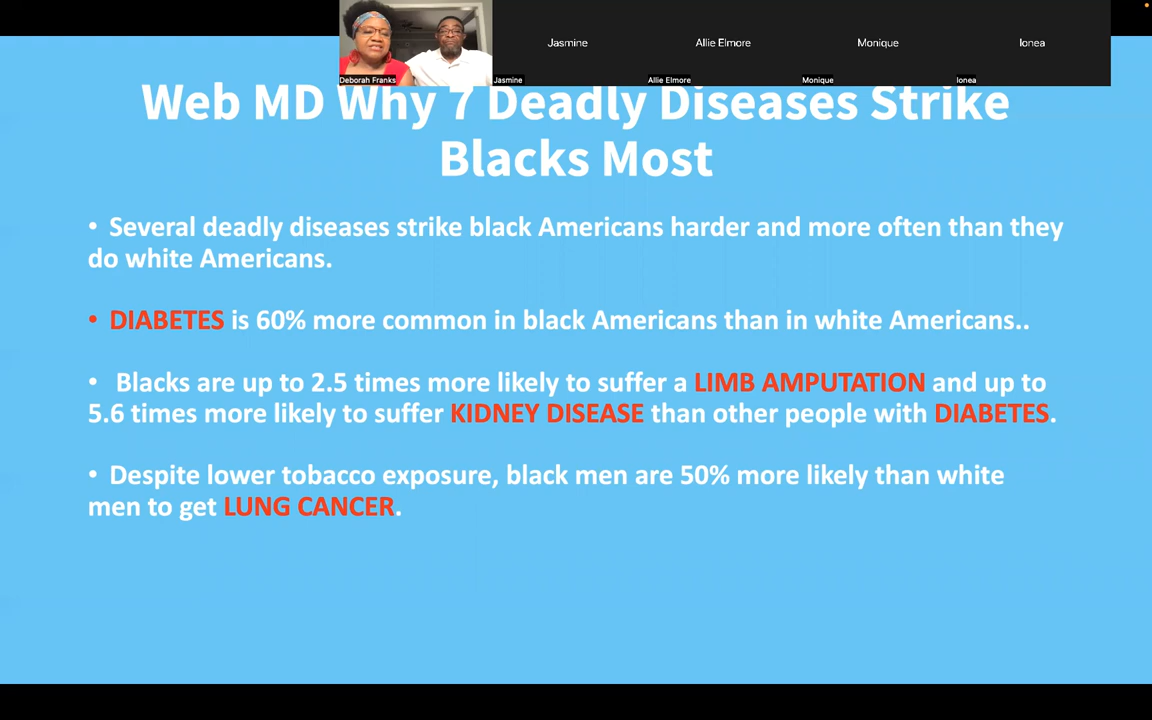 Jasmine
Allie Elmore
Monique
Ionea
Deborah Franks
Jasmine
Allie Elmore
Monique
Ionea
Web MD Why 7 Deadly Diseases Strike
Blacks Most
• Several deadly diseases strike black Americans harder and more often than they
do white Americans.
• DIABETES is 60% more common in black Americans than in white Americans..
• Blacks are up to 2.5 times more likely to suffer a LIMB AMPUTATION and up to
5.6 times more likely to suffer KIDNEY DISEASE than other people with DIABETES.
• Despite lower tobacco exposure, black men are 50% more likely than white
men to get LUNG CANCER.